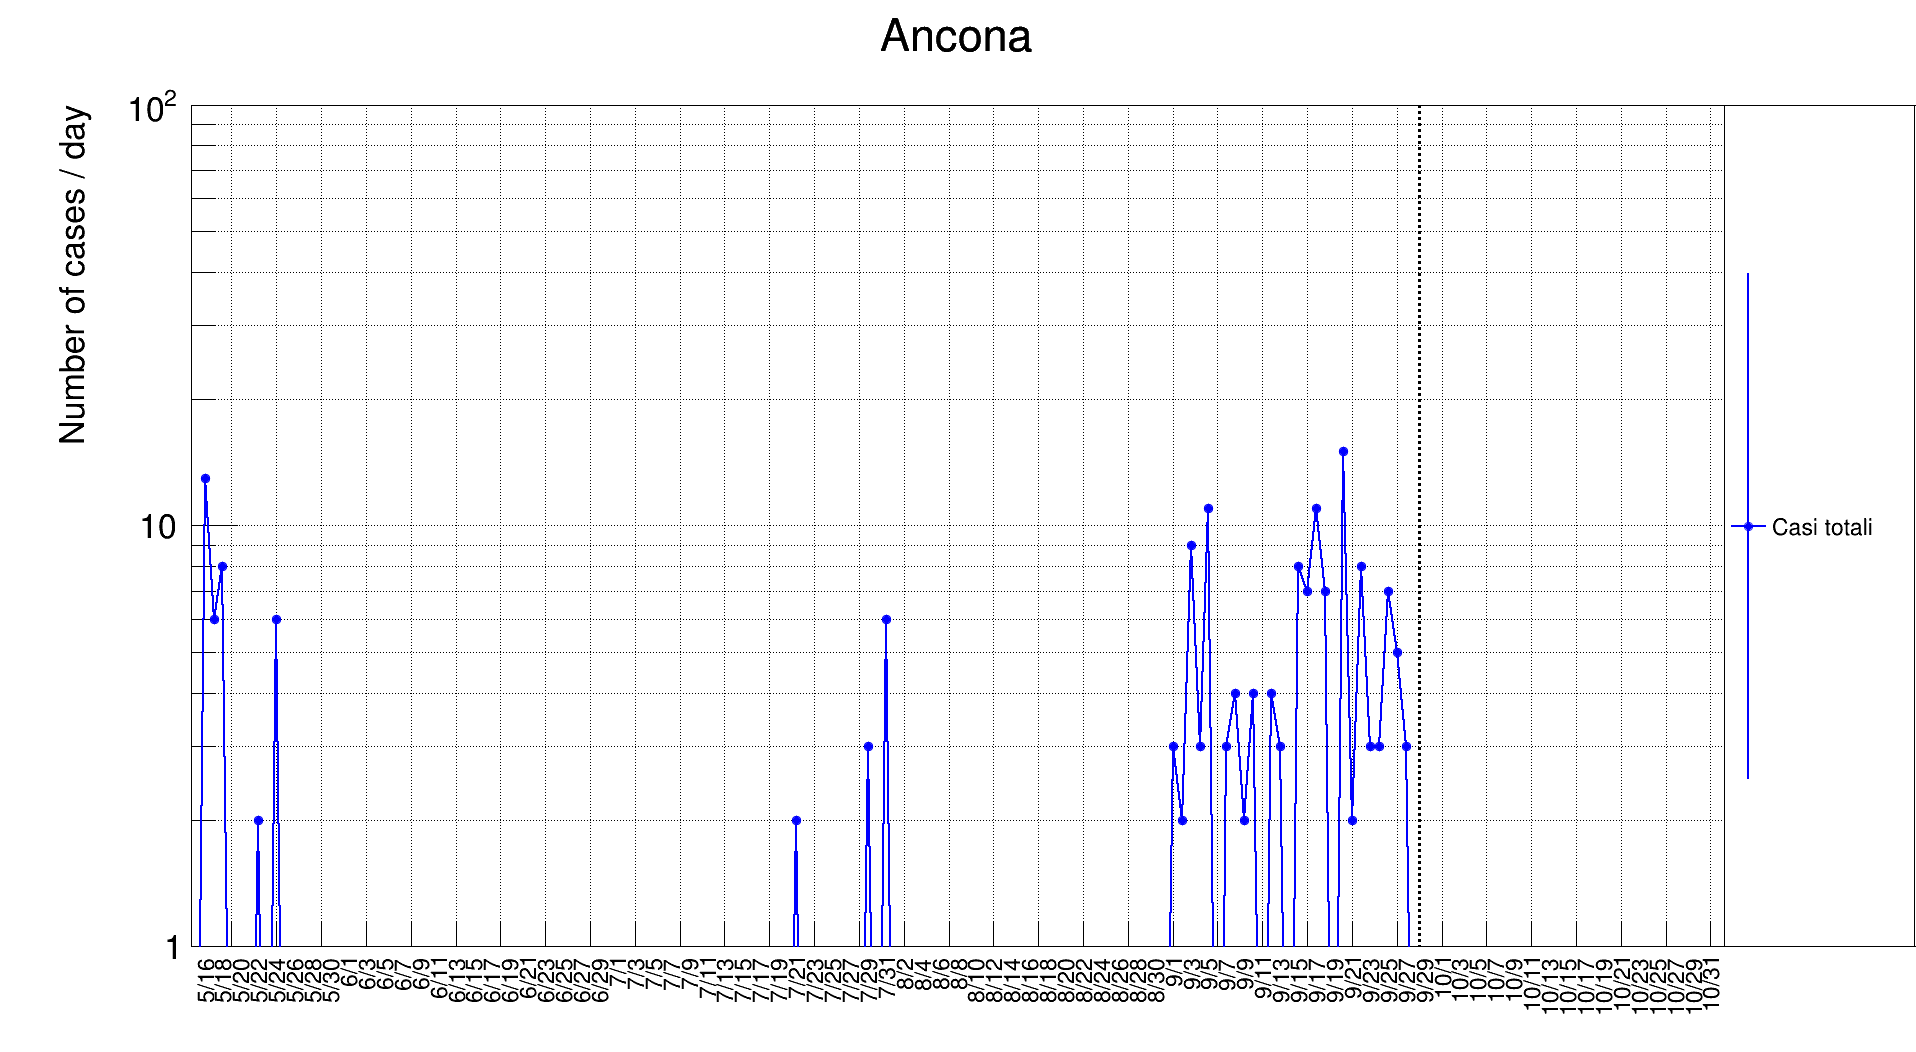 Ancona
Number of cases / day
10²
10
1
Casi totali
5/16 5/18 5/20 5/22 5/24 5/26 5/28 5/30 6/1 6/3 6/5 6/7 6/9 6/11 6/13 6/15 6/17 6/19 6/21 6/23 6/25 6/27 6/29 7/1 7/3 7/5 7/7 7/9 7/11 7/13 7/15 7/17 7/19 7/21 7/23 7/25 7/27 7/29 7/31 8/2 8/4 8/6 8/8 8/10 8/12 8/14 8/16 8/18 8/20 8/22 8/24 8/26 8/28 8/30 9/1 9/3 9/5 9/7 9/9 9/11 9/13 9/15 9/17 9/19 9/21 9/23 9/25 9/27 9/29 10/1 10/3 10/5 10/7 10/9 10/11 10/13 10/15 10/17 10/19 10/21 10/23 10/25 10/27 10/29 10/31